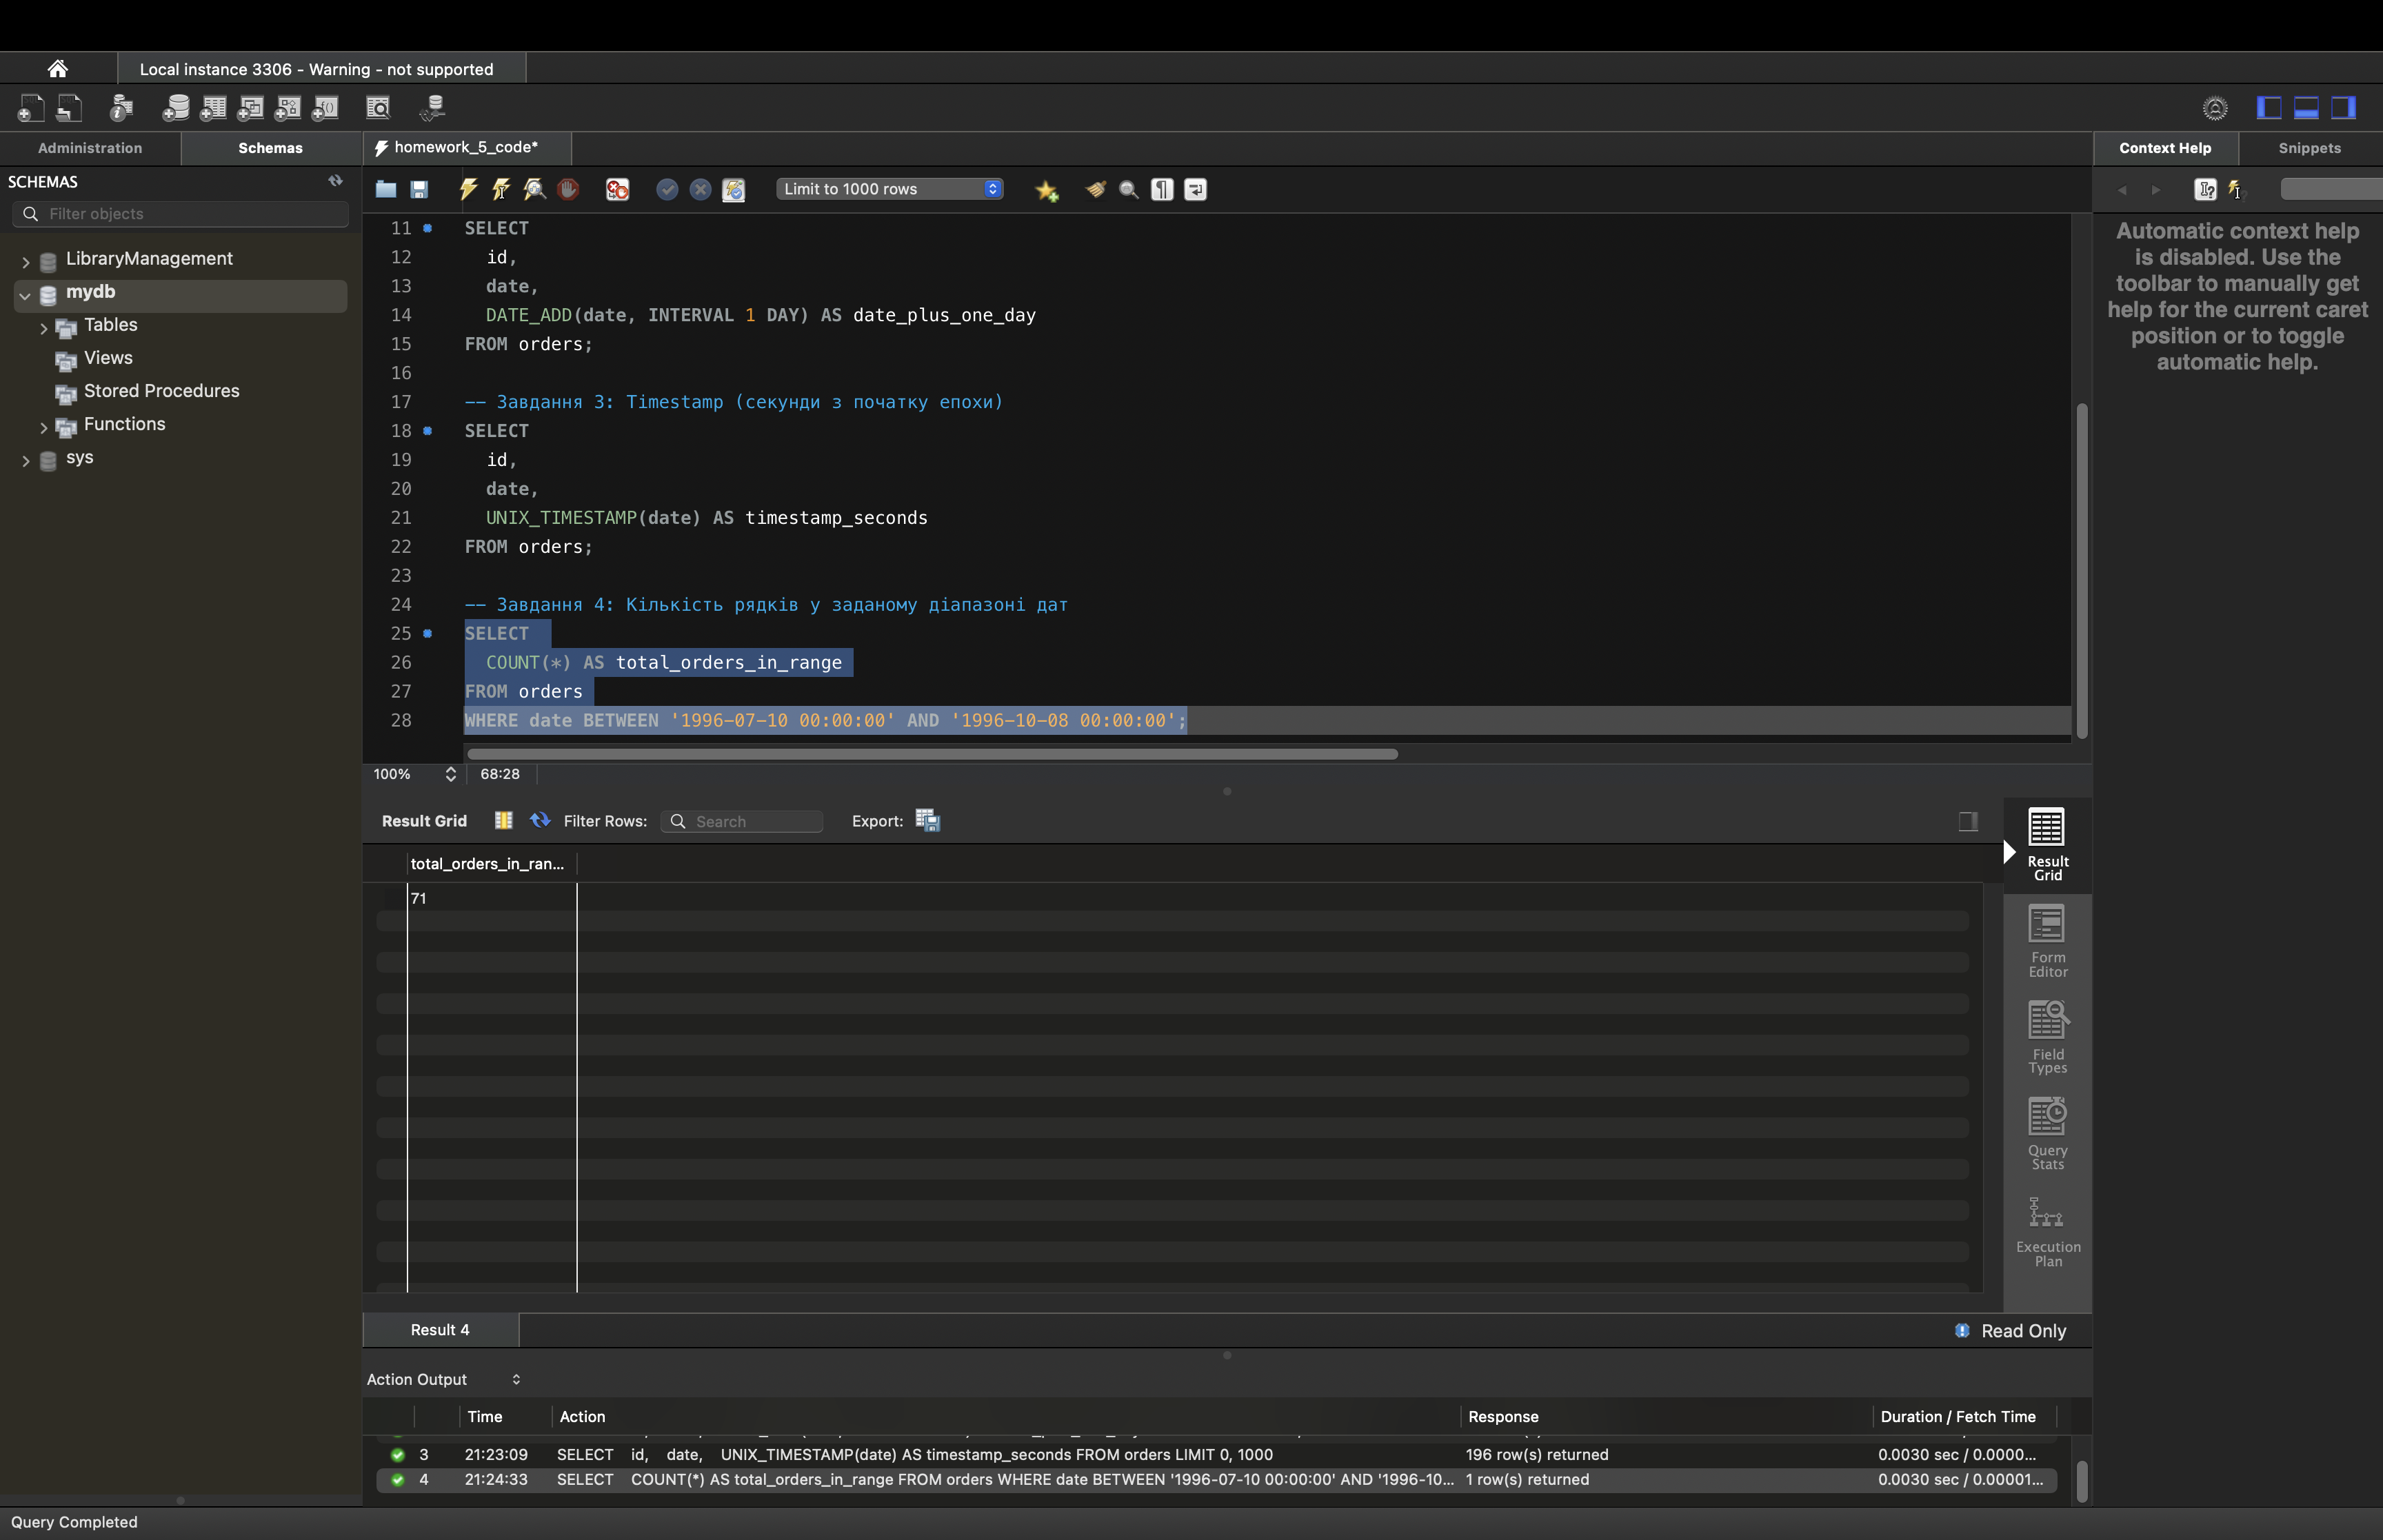 Local instance 3306 - Warning - not supported
Administration
Schemas
homework_5_code*
Context Help
Snippets
SCHEMAS
Filter objects
Limit to 1000 rows
LibraryManagement
mydb
Tables
Views
Stored Procedures
Functions
sys
11 SELECT
12 id,
13 date,
14 DATE_ADD(date, INTERVAL 1 DAY) AS date_plus_one_day
15 FROM orders;
16
17 -- Завдання 3: Timestamp (секунди з початку епохи)
18 SELECT
19 id,
20 date,
21 UNIX_TIMESTAMP(date) AS timestamp_seconds
22 FROM orders;
23
24 -- Завдання 4: Кількість рядків у заданому діапазоні дат
25 SELECT
26 COUNT(*) AS total_orders_in_range
27 FROM orders
28 WHERE date BETWEEN '1996-07-10 00:00:00' AND '1996-10-08 00:00:00';
Automatic context help
is disabled. Use the
toolbar to manually get
help for the current caret
position or to toggle
automatic help.
100% 68:28
Result Grid Filter Rows: Search Export:
total_orders_in_ran...
71
Result
Grid
Form
Editor
Field
Types
Query
Stats
Execution
Plan
Result 4
Read Only
Action Output
Time Action Response Duration / Fetch Time
3 21:23:09 SELECT id, date, UNIX_TIMESTAMP(date) AS timestamp_seconds FROM orders LIMIT 0, 1000 196 row(s) returned 0.0030 sec / 0.0000...
4 21:24:33 SELECT COUNT(*) AS total_orders_in_range FROM orders WHERE date BETWEEN '1996-07-10 00:00:00' AND '1996-10... 1 row(s) returned 0.0030 sec / 0.00001...
Query Completed